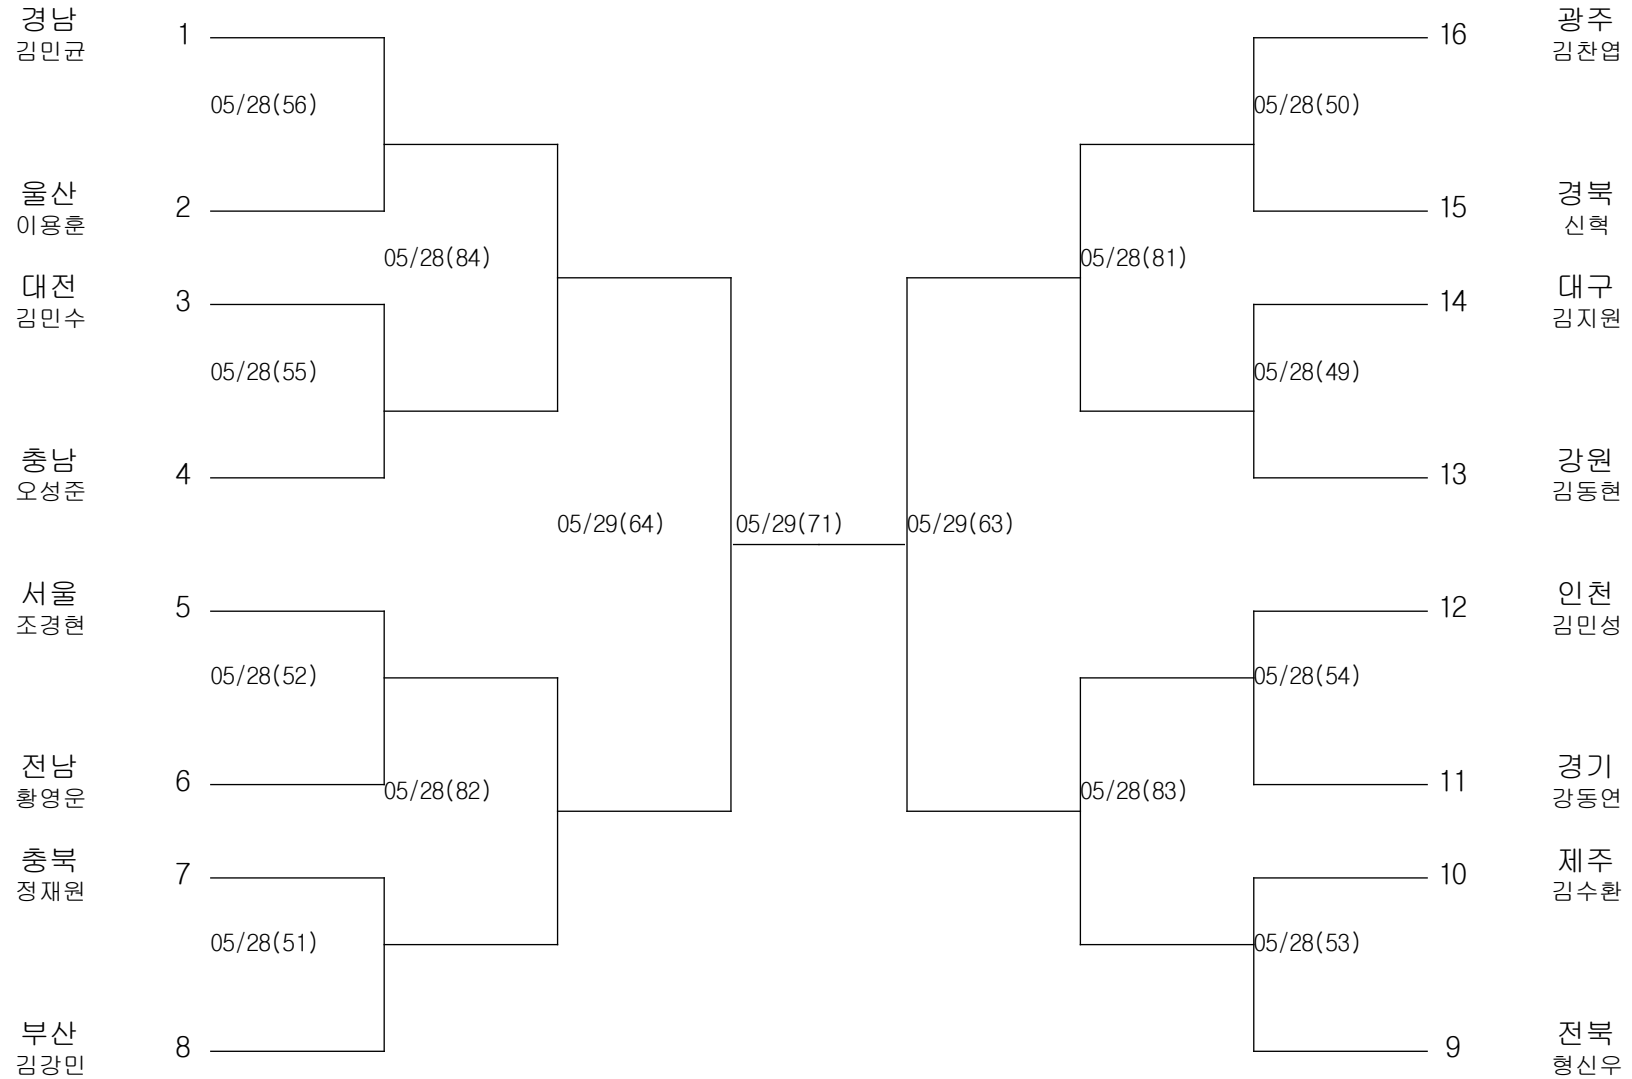 경남
김민균
1
05/28(56)
울산
이용훈
2
05/28(84)
대전
김민수
3
05/28(55)
충남
오성준
4
05/29(64)
서울
조경현
5
05/28(52)
전남
황영운
6
05/28(82)
충북
정재원
7
05/28(51)
부산
김강민
8
05/29(71)
16
광주
김찬엽
05/28(50)
15
경북
신혁
05/28(81)
14
대구
김지원
05/28(49)
13
강원
김동현
05/29(63)
12
인천
김민성
05/28(54)
11
경기
강동연
05/28(83)
10
제주
김수환
05/28(53)
9
전북
형신우